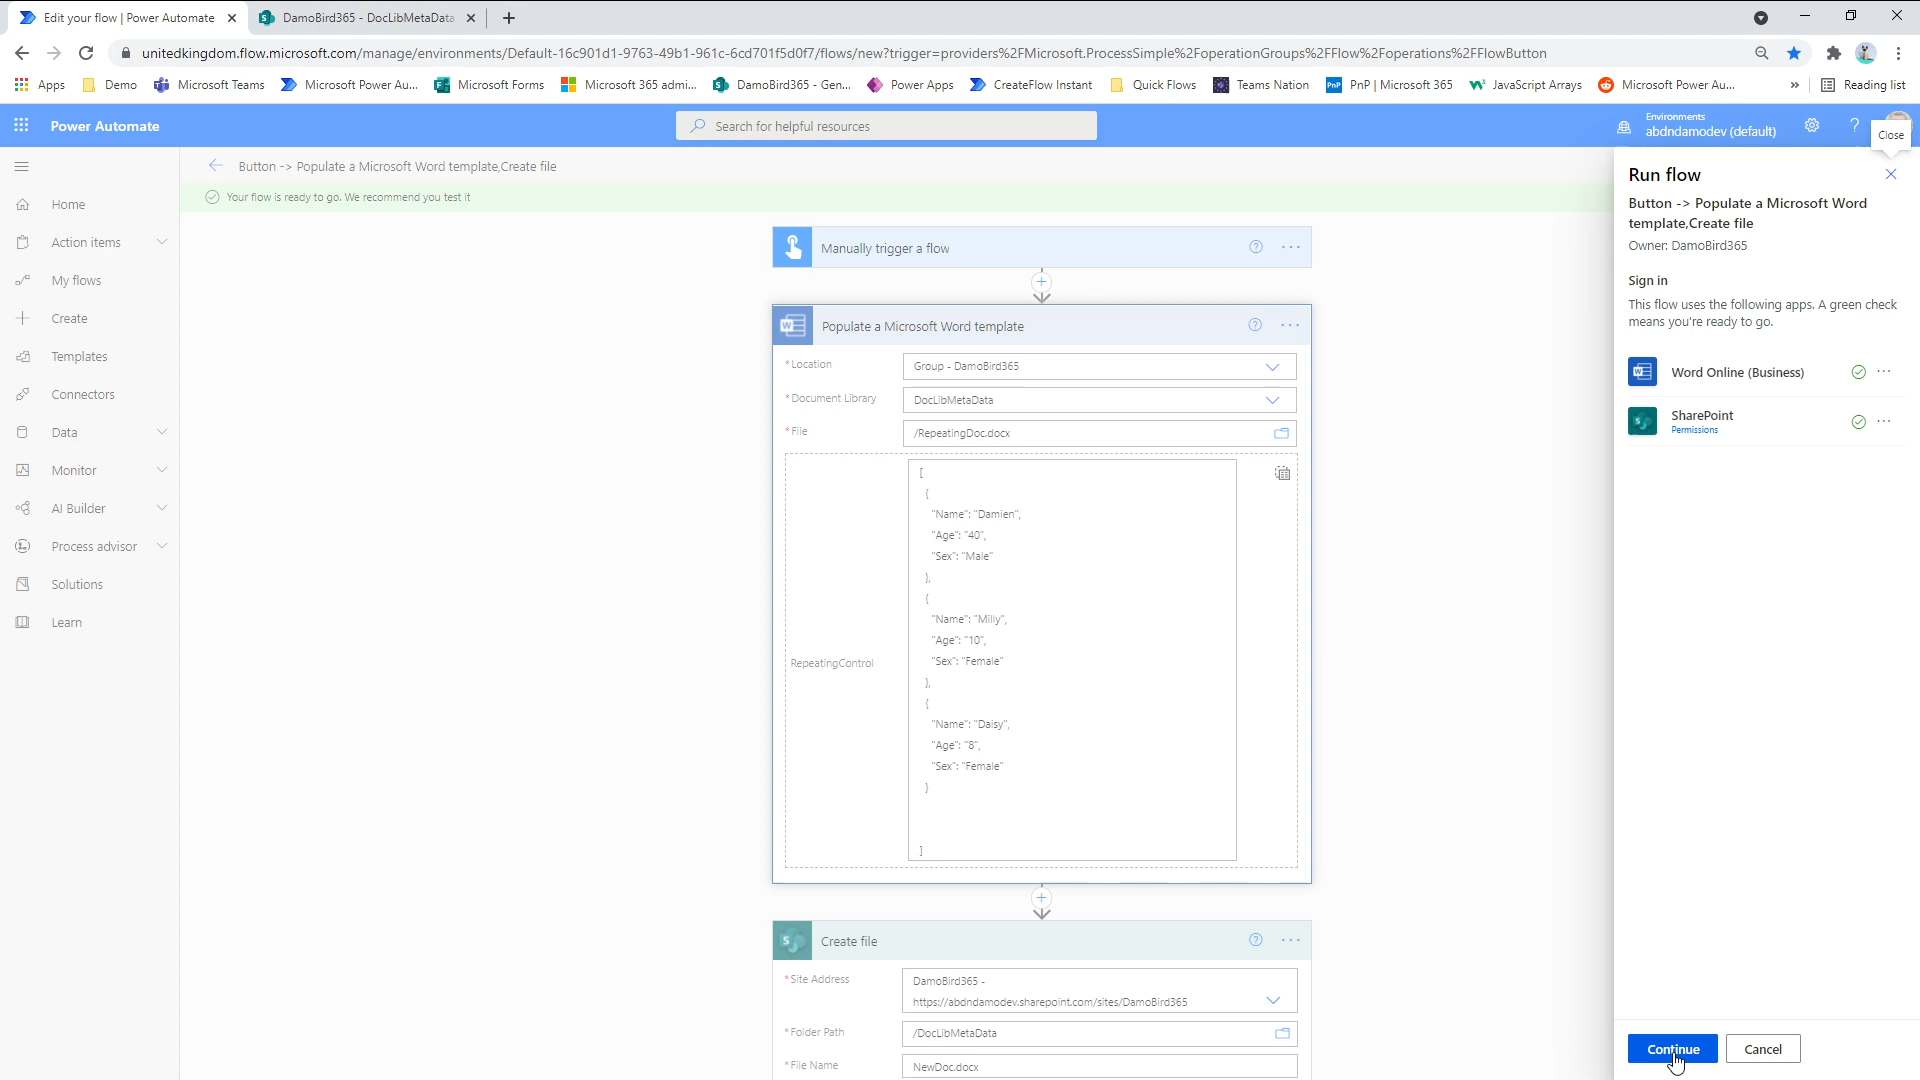 Edit your flow | Power Automate
DamoBird365 - DocLibMetaData
unitedkingdom.flow.microsoft.com/manage/environments/Default-16c901d1-9763-49b1-961c-6cd701f5d0f7/flows/new?trigger=providers%2FMicrosoft.ProcessSimple%2FoperationGroups%2FFlow%2Foperations%2FFlowButton
Apps
Demo
Microsoft Teams
Microsoft Power Au...
Microsoft Forms
Microsoft 365 admi...
DamoBird365 - Gen...
Power Apps
CreateFlow Instant
Quick Flows
Teams Nation
PnP | Microsoft 365
JavaScript Arrays
Microsoft Power Au...
Reading list
Power Automate
Search for helpful resources
Environments
abdndamodev (default)
Close
Button -> Populate a Microsoft Word template,Create file
Your flow is ready to go. We recommend you test it
Home
Action items
My flows
Create
Templates
Connectors
Data
Monitor
AI Builder
Process advisor
Solutions
Learn
Manually trigger a flow
Populate a Microsoft Word template
* Location
Group - DamoBird365
* Document Library
DocLibMetaData
* File
/RepeatingDoc.docx
RepeatingControl
[
{
"Name": "Damien",
"Age": "40",
"Sex": "Male"
},
{
"Name": "Milly",
"Age": "10",
"Sex": "Female"
},
{
"Name": "Daisy",
"Age": "8",
"Sex": "Female"
}
]
Create file
* Site Address
DamoBird365 -
https://abdndamodev.sharepoint.com/sites/DamoBird365
* Folder Path
/DocLibMetaData
* File Name
NewDoc.docx
Run flow
Button -> Populate a Microsoft Word
template,Create file
Owner: DamoBird365
Sign in
This flow uses the following apps. A green check
means you're ready to go.
Word Online (Business)
SharePoint
Permissions
Continue
Cancel